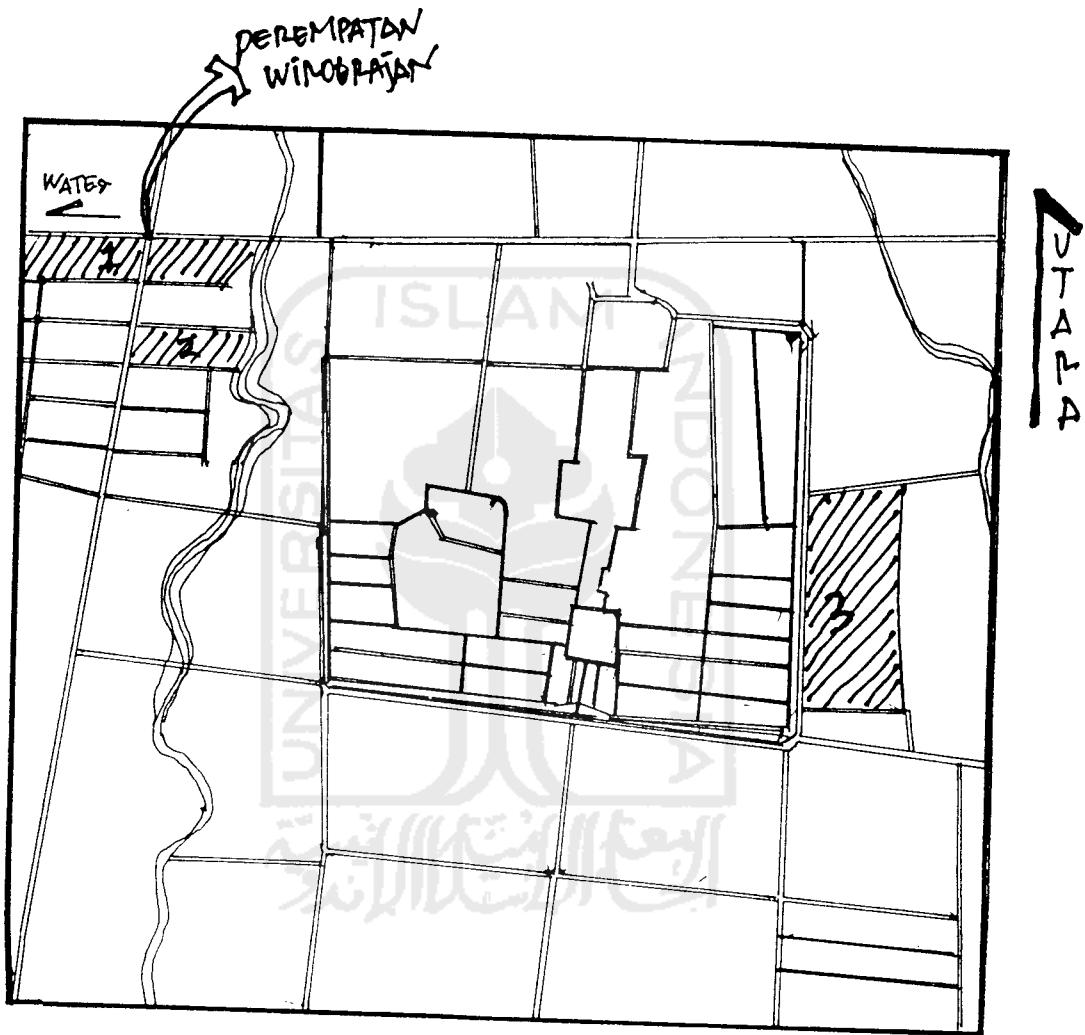 PEREMPATAN
WIROBRAJAN
WATES
1
2
3
UTARA
UNIVERSITAS
ISLAM
INDONESIA